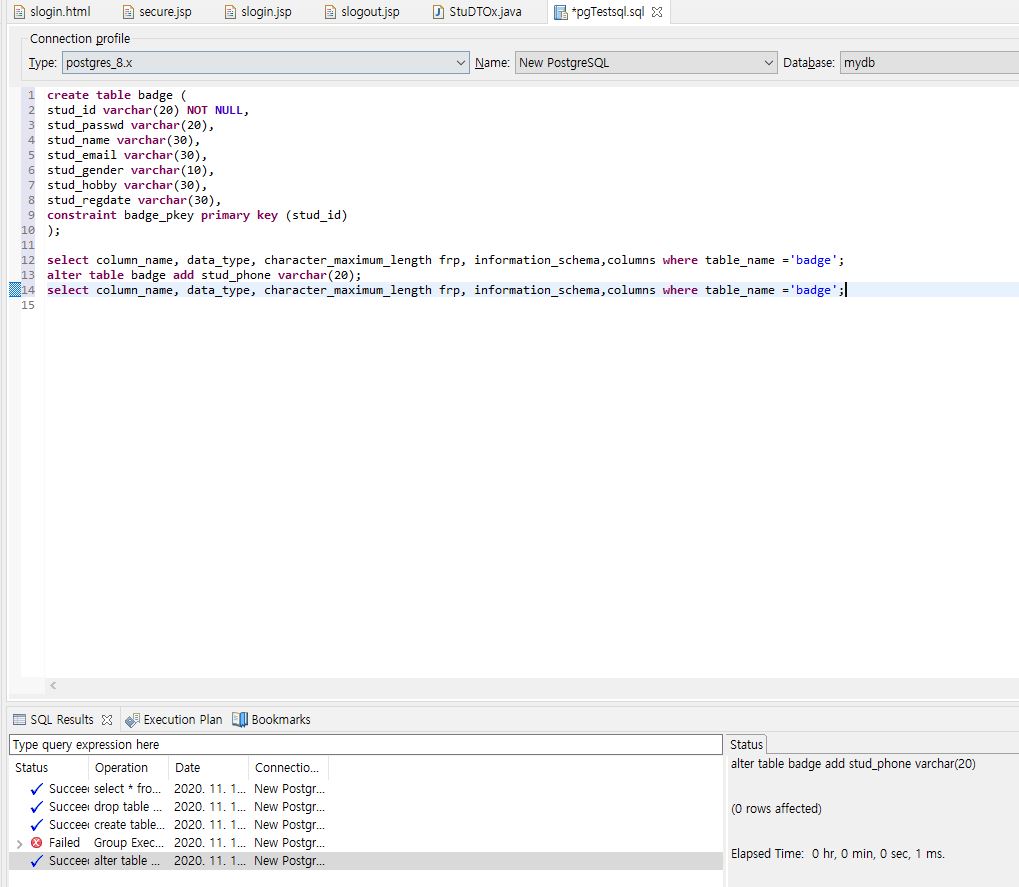 slogin.html secure.jsp slogin.jsp slogout.jsp StuDTOx.java *pgTestsql.sql
Connection profile
Type: postgres_8.x Name: New PostgreSQL Database: mydb
1 create table badge (
2 stud_id varchar(20) NOT NULL,
3 stud_passwd varchar(20),
4 stud_name varchar(30),
5 stud_email varchar(30),
6 stud_gender varchar(10),
7 stud_hobby varchar(30),
8 stud_regdate varchar(30),
9 constraint badge_pkey primary key (stud_id)
10 );
11
12 select column_name, data_type, character_maximum_length frp, information_schema,columns where table_name ='badge';
13 alter table badge add stud_phone varchar(20);
14 select column_name, data_type, character_maximum_length frp, information_schema,columns where table_name ='badge';
15
SQL Results Execution Plan Bookmarks
Type query expression here
Status Operation Date Connectio...
Succee select * fro... 2020. 11. 1... New Postgr...
Succee drop table ... 2020. 11. 1... New Postgr...
Succee create table... 2020. 11. 1... New Postgr...
Failed Group Exec... 2020. 11. 1... New Postgr...
Succee alter table ... 2020. 11. 1... New Postgr...
Status
alter table badge add stud_phone varchar(20)
(0 rows affected)
Elapsed Time: 0 hr, 0 min, 0 sec, 1 ms.